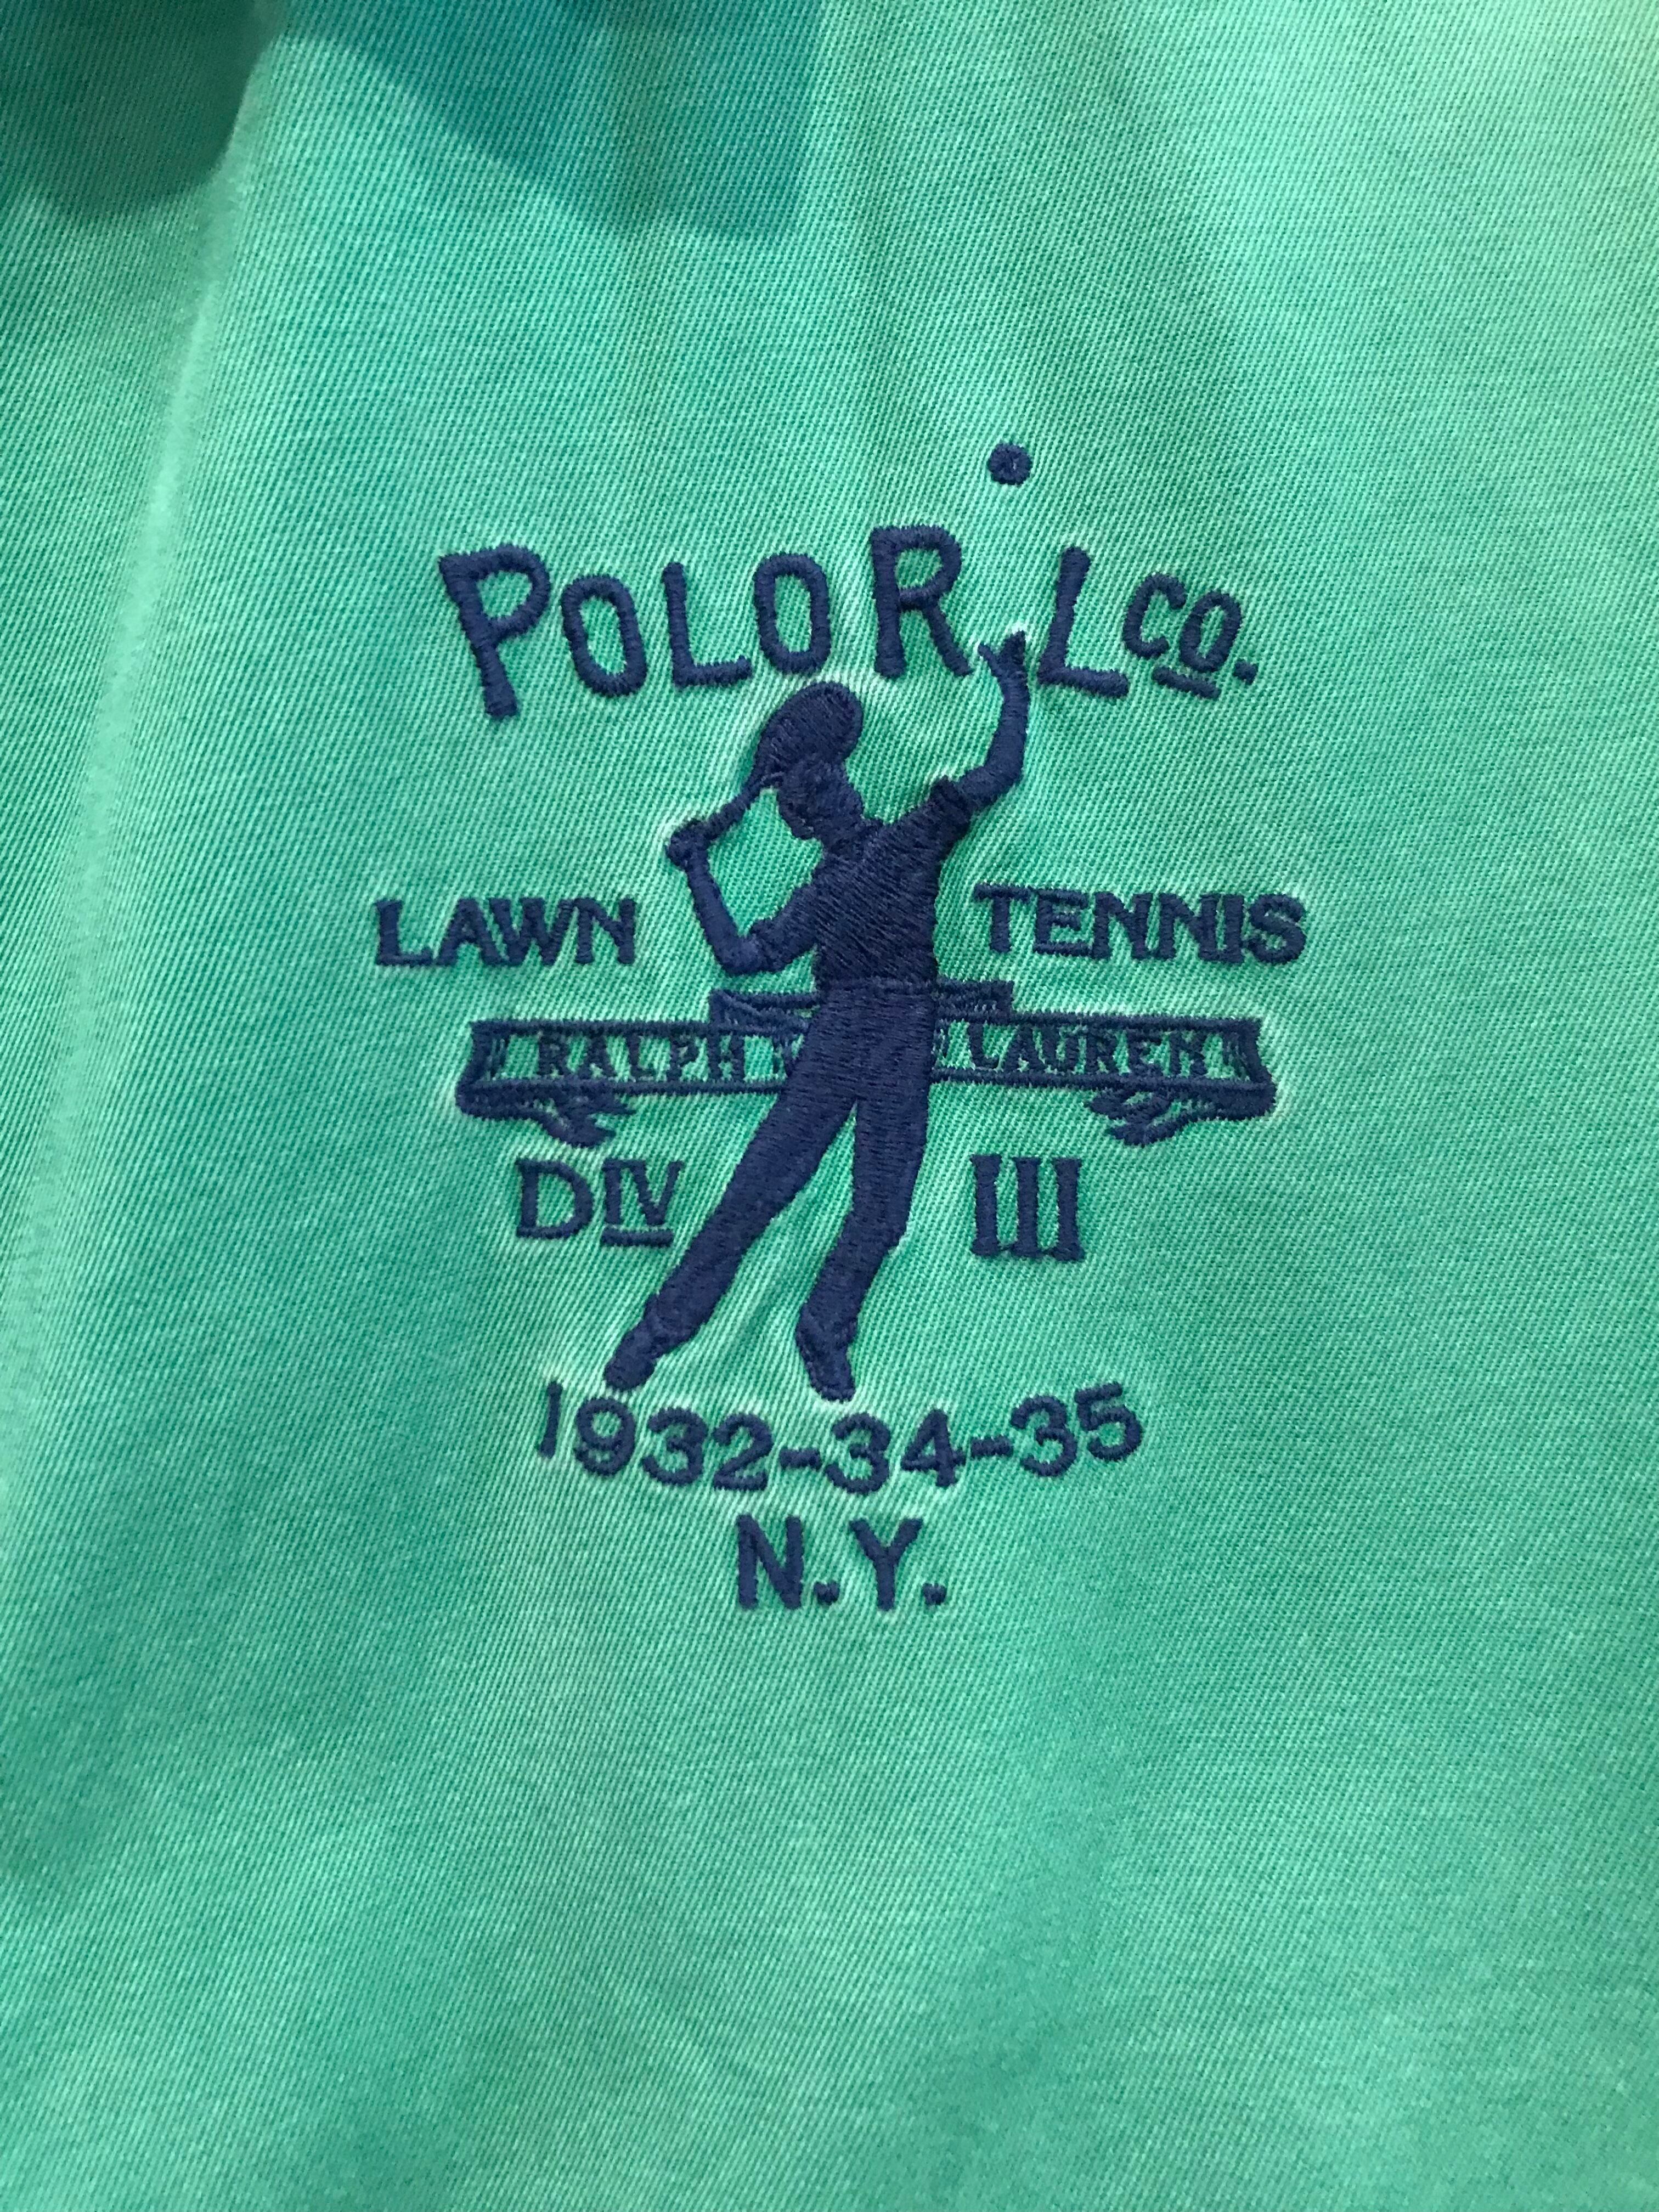 POLO R L CO.
LAWN TENNIS
RALPH LAUREN
DIV III
1932-34-35
N.Y.